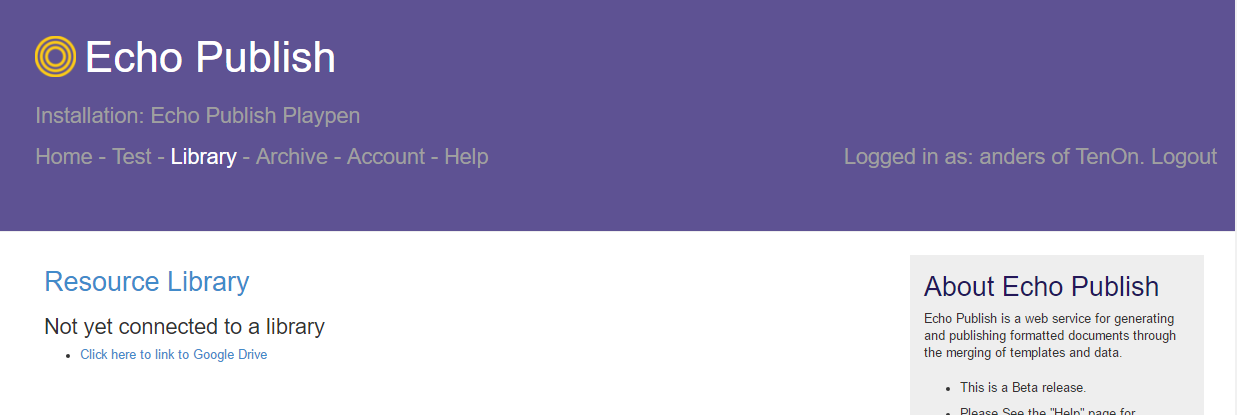 Echo Publish
Installation: Echo Publish Playpen
Home - Test - Library - Archive - Account - Help
Logged in as: anders of TenOn. Logout
Resource Library
Not yet connected to a library
Click here to link to Google Drive
About Echo Publish
Echo Publish is a web service for generating
and publishing formatted documents through
the merging of templates and data.
This is a Beta release.
Please See the "Help" page for